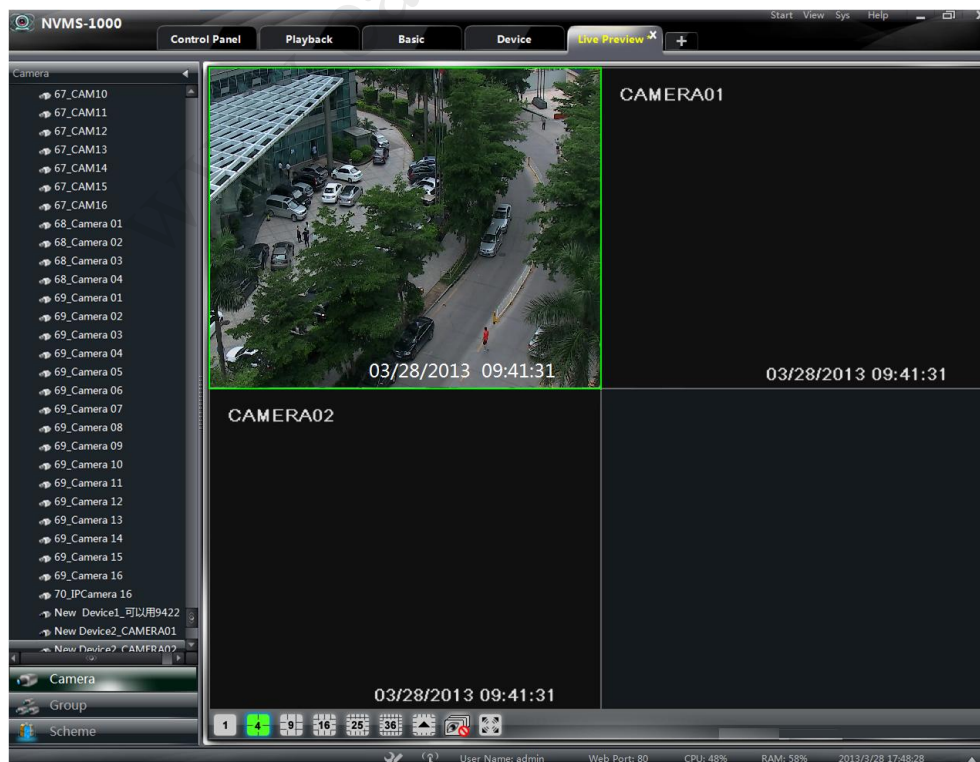 NVMS-1000
Start View Sys Help
Control Panel Playback Basic Device Live Preview X +
Camera
67_CAM10
67_CAM11
67_CAM12
67_CAM13
67_CAM14
67_CAM15
67_CAM16
68_Camera 01
68_Camera 02
68_Camera 03
68_Camera 04
69_Camera 01
69_Camera 02
69_Camera 03
69_Camera 04
69_Camera 05
69_Camera 06
69_Camera 07
69_Camera 08
69_Camera 09
69_Camera 10
69_Camera 11
69_Camera 12
69_Camera 13
69_Camera 14
69_Camera 15
69_Camera 16
70_IPCamera 16
New Device1_可以用9422
New Device2_CAMERA01
New Device2_CAMERA02
Camera
Group
Scheme
03/28/2013 09:41:31
CAMERA01
03/28/2013 09:41:31
CAMERA02
03/28/2013 09:41:31
1 4 9 16 25 36
User Name: admin Web Port: 80 CPU: 48% RAM: 58% 2013/3/28 17:48:28